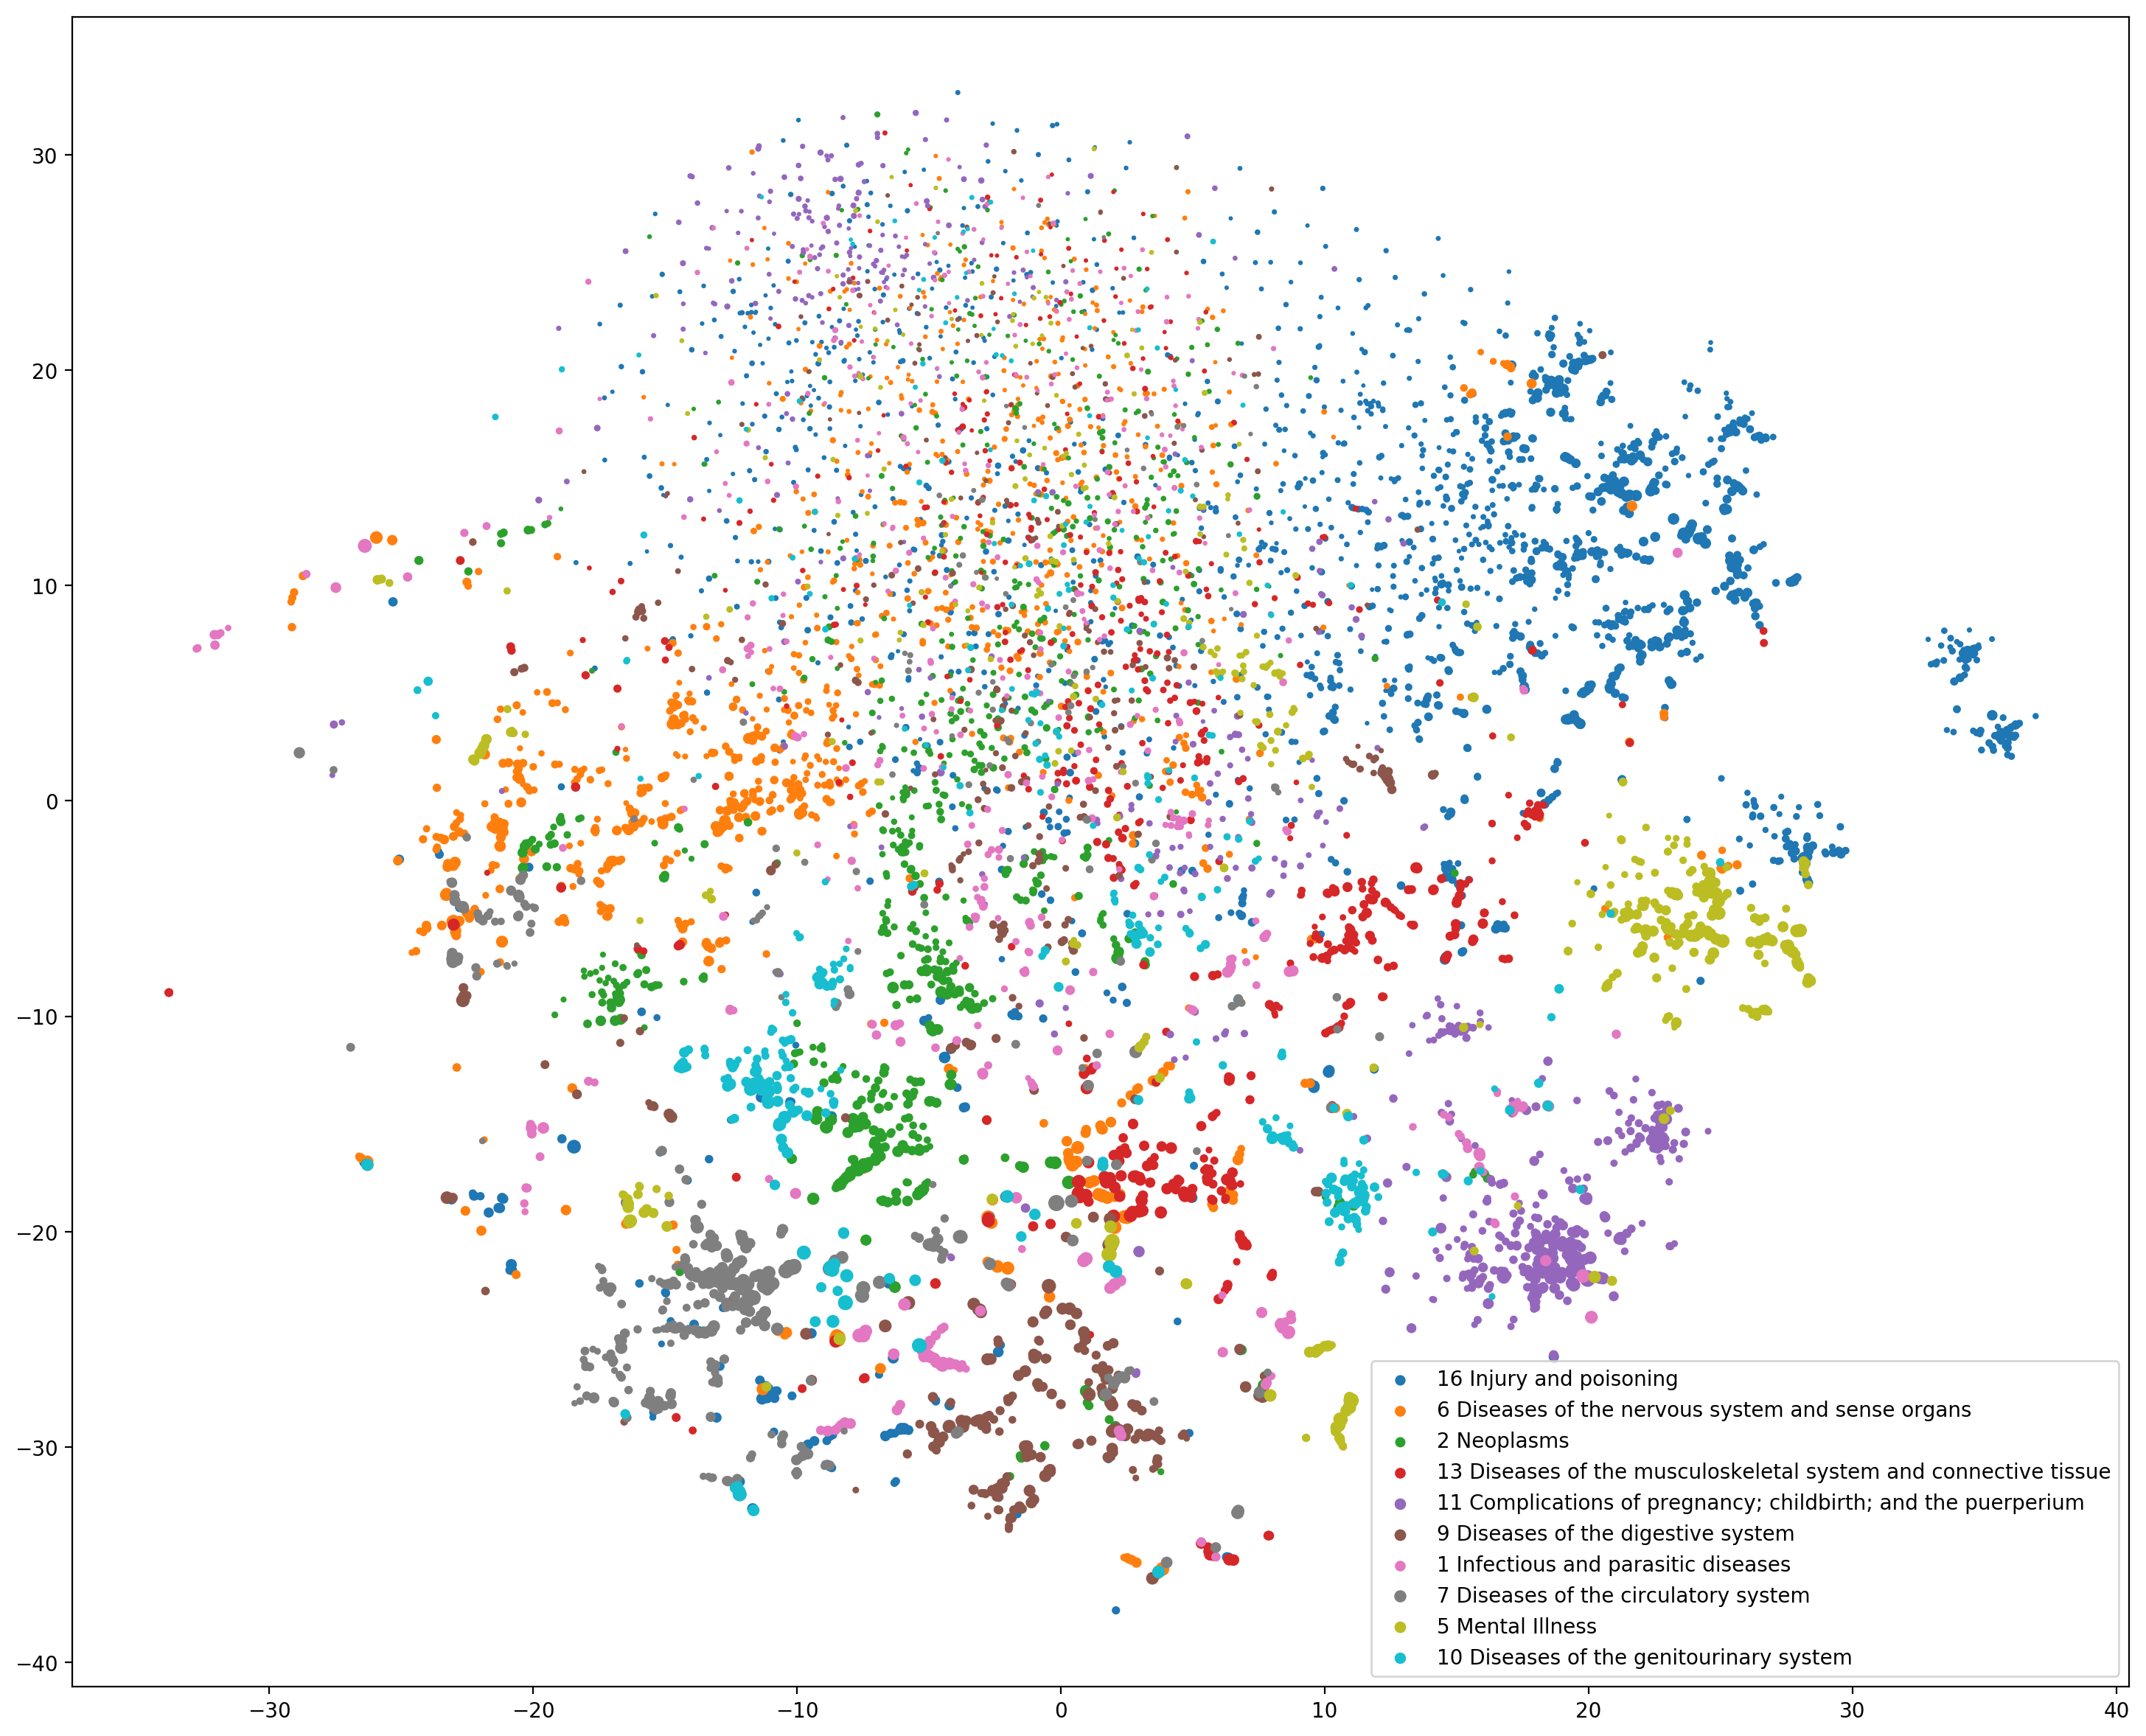 30
20
10
0
−10
−20
−30
−40
−30
−20
−10
0
10
20
30
40
16 Injury and poisoning
6 Diseases of the nervous system and sense organs
2 Neoplasms
13 Diseases of the musculoskeletal system and connective tissue
11 Complications of pregnancy; childbirth; and the puerperium
9 Diseases of the digestive system
1 Infectious and parasitic diseases
7 Diseases of the circulatory system
5 Mental Illness
10 Diseases of the genitourinary system